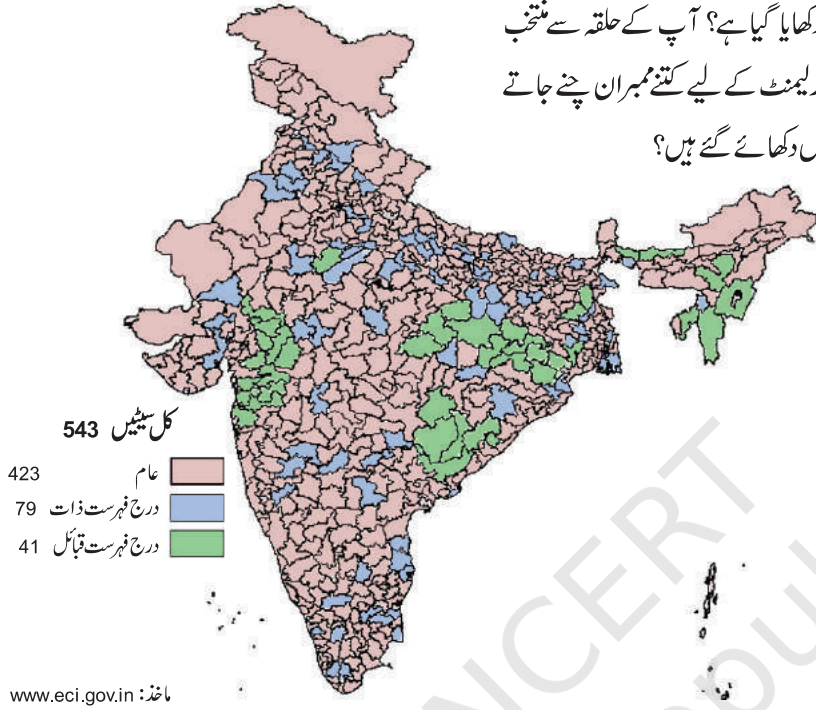 دکھایا گیا ہے؟ آپ کے حلقہ سے منتخب
کے لیے کتنے ممبران چنے جاتے
دکھائے گئے ہیں؟
کل سیٹیں 543
عام 423
درج فہرست ذات 79
درج فہرست قبائل 41
ماخذ: www.eci.gov.in
NCERT